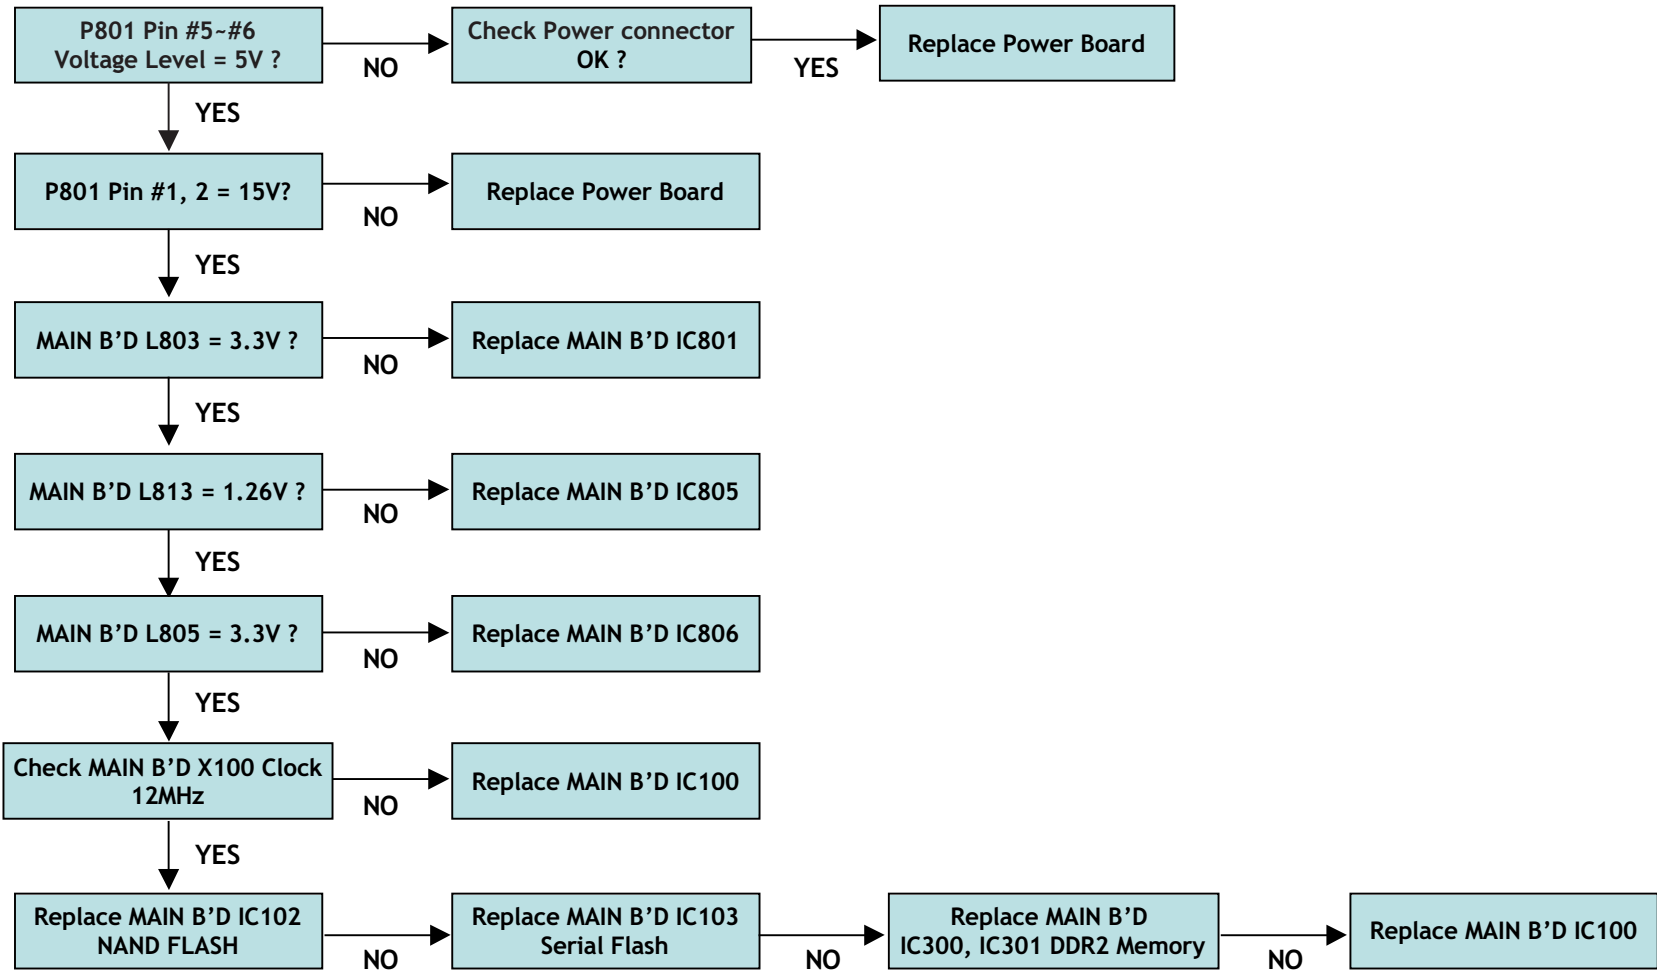 P801 Pin #5~#6
Voltage Level = 5V ?
NO
Check Power connector
OK ?
YES
Replace Power Board
YES
P801 Pin #1, 2 = 15V?
NO
Replace Power Board
YES
MAIN B’D L803 = 3.3V ?
NO
Replace MAIN B’D IC801
YES
MAIN B’D L813 = 1.26V ?
NO
Replace MAIN B’D IC805
YES
MAIN B’D L805 = 3.3V ?
NO
Replace MAIN B’D IC806
YES
Check MAIN B’D X100 Clock
12MHz
NO
Replace MAIN B’D IC100
YES
Replace MAIN B’D IC102
NAND FLASH
NO
Replace MAIN B’D IC103
Serial Flash
NO
Replace MAIN B’D
IC300, IC301 DDR2 Memory
NO
Replace MAIN B’D IC100